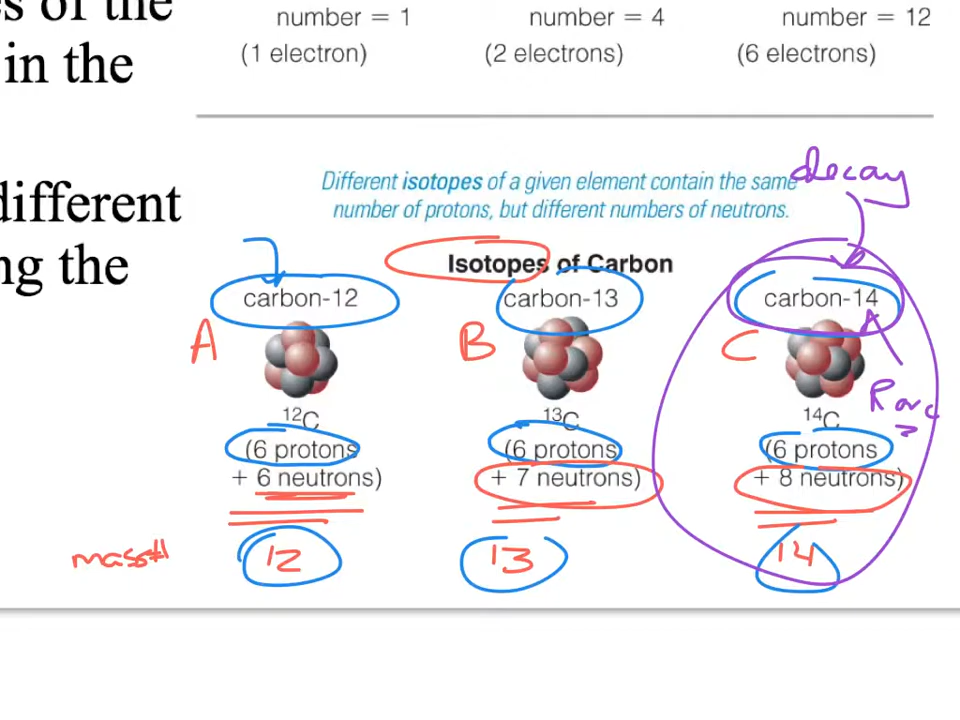 es of the
in the
different
ng the
number = 1
(1 electron)
number = 4
(2 electrons)
number = 12
(6 electrons)
Different isotopes of a given element contain the same
number of protons, but different numbers of neutrons.
decay
Isotopes of Carbon
carbon-12
A
¹²C
(6 protons
+ 6 neutrons)
carbon-13
B
¹³C
(6 protons)
+ 7 neutrons)
carbon-14
C
¹⁴C
(6 protons
+ 8 neutrons)
Rare
mass#
12
13
14